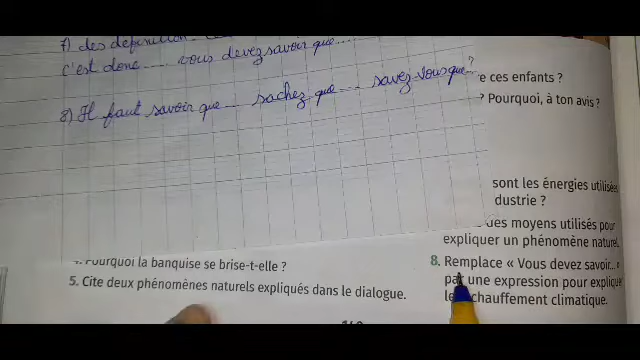 7) des définition
c'est donc .... vous devez savoir que ....
8) Il faut savoir que .... sachez que .... savez-vous que ...?
e ces enfants ?
? Pourquoi, à ton avis ?
sont les énergies utilisées
dustrie ?
des moyens utilisés pour
expliquer un phénomène naturel.
8. Remplace « Vous devez savoir... »
par une expression pour expliquer
le chauffement climatique.
4. Pourquoi la banquise se brise-t-elle ?
5. Cite deux phénomènes naturels expliqués dans le dialogue.